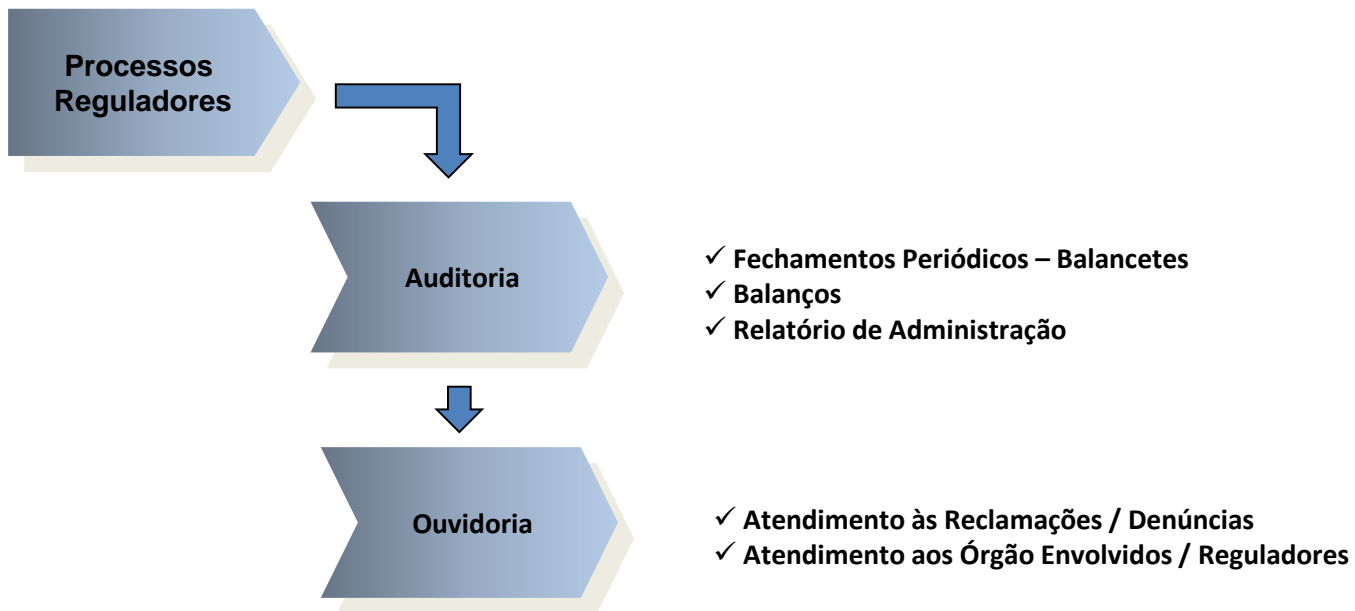 Processos
Reguladores
Auditoria
✓ Fechamentos Periódicos – Balancetes
✓ Balanços
✓ Relatório de Administração
Ouvidoria
✓ Atendimento às Reclamações / Denúncias
✓ Atendimento aos Órgão Envolvidos / Reguladores